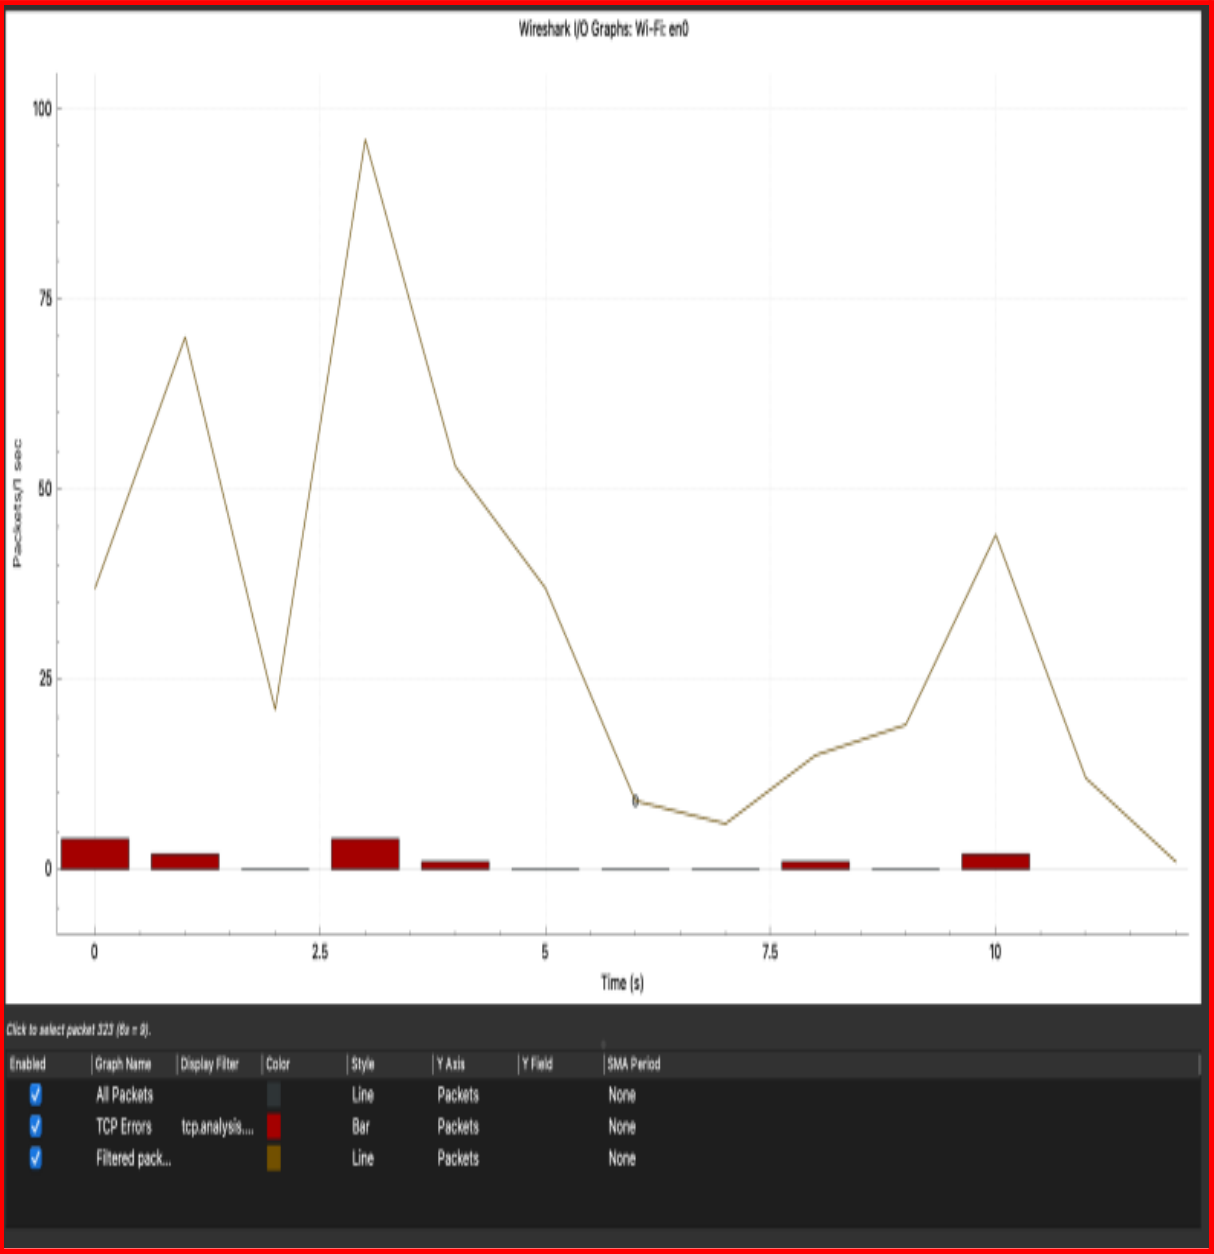 Wireshark I/O Graphs: Wi-Fi: en0
100
75
50
25
0
Packets/1 sec
0 2.5 5 7.5 10
Time (s)
Click to select packet 323 (6s = 9).
Enabled Graph Name Display Filter Color Style Y Axis Y Field SMA Period
All Packets Line Packets None
TCP Errors tcp.analysis.... Bar Packets None
Filtered pack... Line Packets None